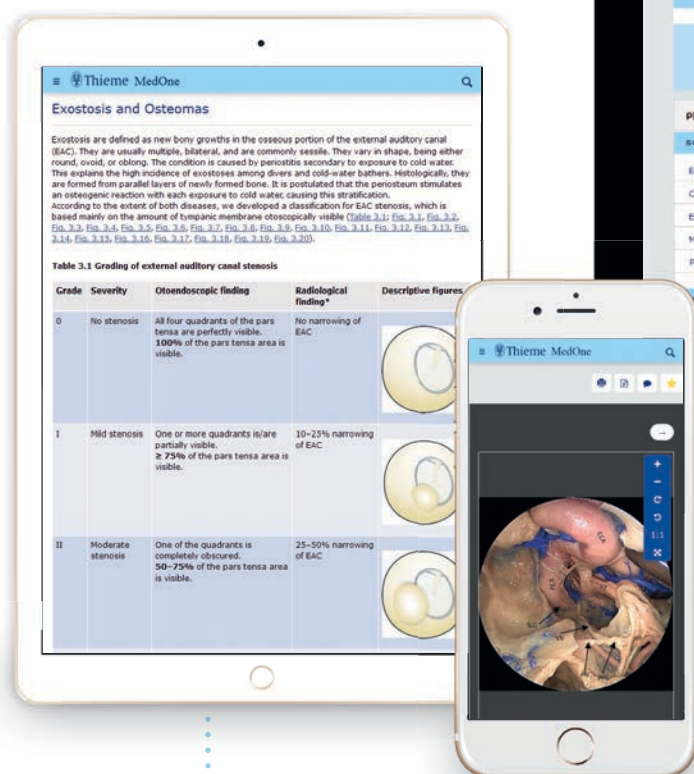 ≡ Thieme MedOne
Exostosis and Osteomas
Exostosis are defined as new bony growths in the osseous portion of the external auditory canal
(EAC). They are usually multiple, bilateral, and are commonly sessile. They vary in shape, being either
round, ovoid, or oblong. The condition is caused by periostitis secondary to exposure to cold water.
This explains the high incidence of exostoses among divers and cold-water bathers. Histologically, they
are formed from parallel layers of newly formed bone. It is postulated that the periosteum stimulates
an osteogenic reaction with each exposure to cold water, causing this stratification.
According to the extent of both diseases, we developed a classification for EAC stenosis, which is
based mainly on the amount of tympanic membrane otoscopically visible (Table 3.1; Fig. 3.1, Fig. 3.2,
Fig. 3.3, Fig. 3.4, Fig. 3.5, Fig. 3.6, Fig. 3.7, Fig. 3.8, Fig. 3.9, Fig. 3.10, Fig. 3.11, Fig. 3.12, Fig. 3.13, Fig.
3.14, Fig. 3.15, Fig. 3.16, Fig. 3.17, Fig. 3.18, Fig. 3.19, Fig. 3.20).
Table 3.1 Grading of external auditory canal stenosis
Grade Severity Otoendoscopic finding Radiological Descriptive figures
finding*
0 No stenosis All four quadrants of the pars No narrowing of
tensa are perfectly visible. EAC
100% of the pars tensa area is
visible.
I Mild stenosis One or more quadrants is/are 10–25% narrowing
partially visible. of EAC
≥ 75% of the pars tensa area is
visible.
II Moderate One of the quadrants is 25–50% narrowing
stenosis completely obscured. of EAC
50–75% of the pars tensa area
is visible.
≡ Thieme MedOne
1:1